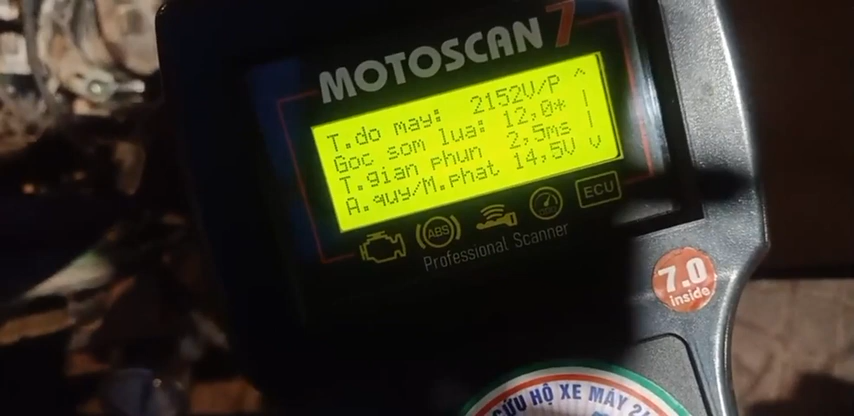 MOTOSCAN 7
T.do may: 2152V/P ^
Goc som lua: 12,0* |
T.gian phun 2,5ms |
A.quy/M.phat 14,5V v
ABS
ECU
Professional Scanner
7.0
inside
CỨU HỘ XE MÁY